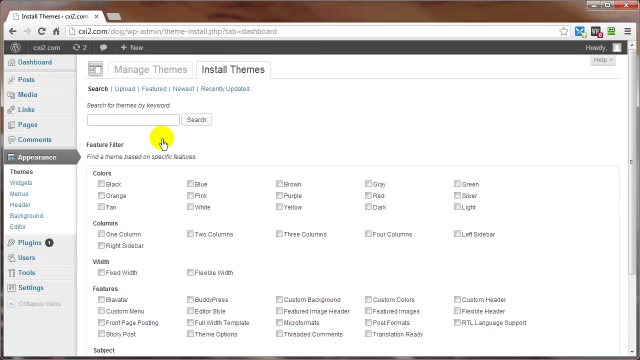 Install Themes ‹ cxi2.com —
cxi2.com/dog/wp-admin/theme-install.php?tab=dashboard
cxi2.com 2 + New Howdy,
Help
Dashboard
Posts
Media
Links
Pages
Comments
Appearance
Themes
Widgets
Menus
Header
Background
Editor
Plugins 1
Users
Tools
Settings
Collapse menu
Manage Themes Install Themes
Search | Upload | Featured | Newest | Recently Updated
Search for themes by keyword.
Search
Feature Filter
Find a theme based on specific features.
Colors
Black Blue Brown Gray Green
Orange Pink Purple Red Silver
Tan White Yellow Dark Light
Columns
One Column Two Columns Three Columns Four Columns Left Sidebar
Right Sidebar
Width
Fixed Width Flexible Width
Features
Blavatar BuddyPress Custom Background Custom Colors Custom Header
Custom Menu Editor Style Featured Image Header Featured Images Flexible Header
Front Page Posting Full Width Template Microformats Post Formats RTL Language Support
Sticky Post Theme Options Threaded Comments Translation Ready
Subject